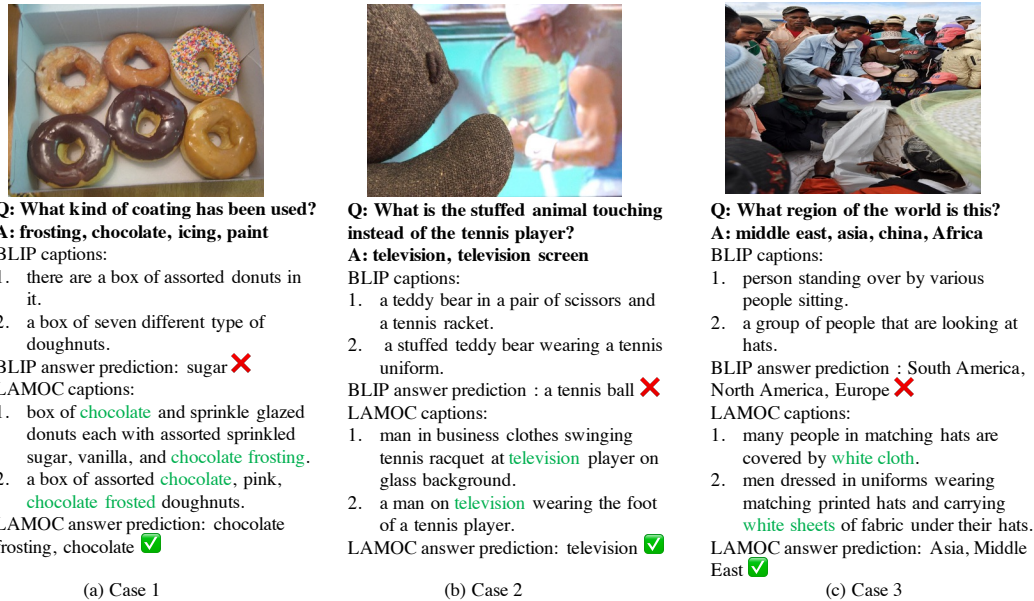 Q: What kind of coating has been used?
A: frosting, chocolate, icing, paint
BLIP captions:
1. there are a box of assorted donuts in
it.
2. a box of seven different type of
doughnuts.
BLIP answer prediction: sugar ❌
LAMOC captions:
1. box of chocolate and sprinkle glazed
donuts each with assorted sprinkled
sugar, vanilla, and chocolate frosting.
2. a box of assorted chocolate, pink,
chocolate frosted doughnuts.
LAMOC answer prediction: chocolate
frosting, chocolate ✅
(a) Case 1
Q: What is the stuffed animal touching
instead of the tennis player?
A: television, television screen
BLIP captions:
1. a teddy bear in a pair of scissors and
a tennis racket.
2. a stuffed teddy bear wearing a tennis
uniform.
BLIP answer prediction : a tennis ball ❌
LAMOC captions:
1. man in business clothes swinging
tennis racquet at television player on
glass background.
2. a man on television wearing the foot
of a tennis player.
LAMOC answer prediction: television ✅
(b) Case 2
Q: What region of the world is this?
A: middle east, asia, china, Africa
BLIP captions:
1. person standing over by various
people sitting.
2. a group of people that are looking at
hats.
BLIP answer prediction : South America,
North America, Europe ❌
LAMOC captions:
1. many people in matching hats are
covered by white cloth.
2. men dressed in uniforms wearing
matching printed hats and carrying
white sheets of fabric under their hats.
LAMOC answer prediction: Asia, Middle
East ✅
(c) Case 3